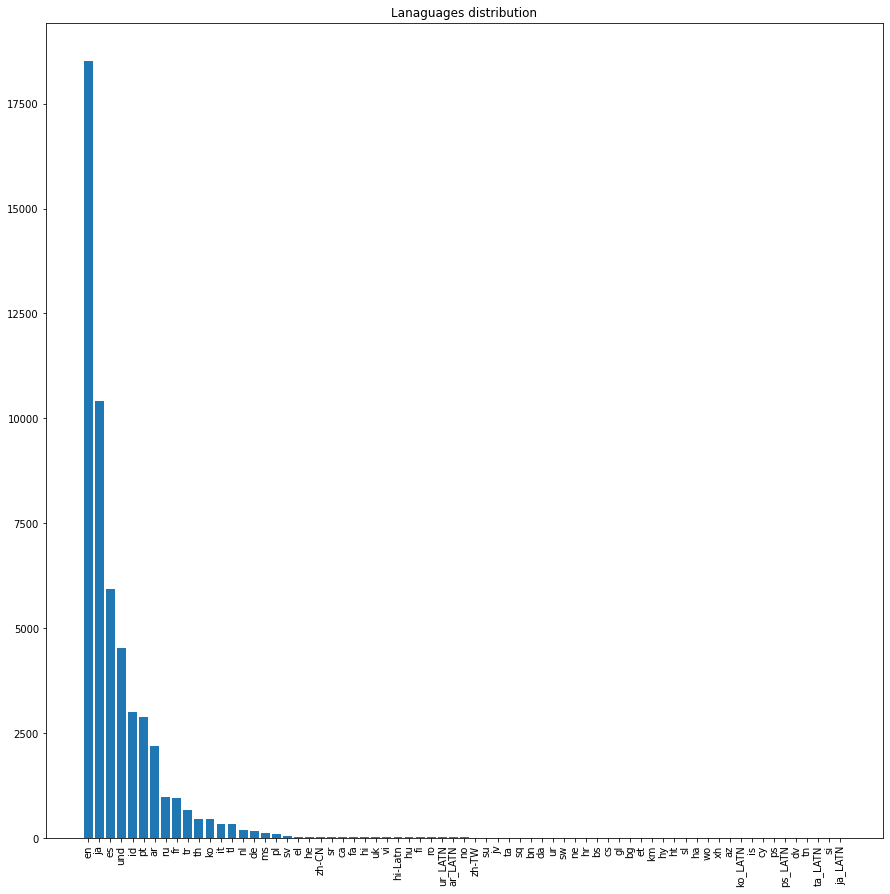 Lanaguages distribution
17500
15000
12500
10000
7500
5000
2500
0
en
ja
es
und
id
pt
ar
ru
fr
tr
th
ko
it
tl
nl
de
ms
pl
sv
el
he
zh-CN
sr
ca
fa
hi
uk
vi
hi-Latn
hu
fi
ro
ur_LATN
ar_LATN
no
zh-TW
su
jv
ta
sq
bn
da
ur
sw
ne
hr
bs
cs
gl
bg
et
km
hy
ht
sl
ha
wo
xh
az
ko_LATN
is
cy
ps
ps_LATN
dv
tn
ta_LATN
si
ja_LATN